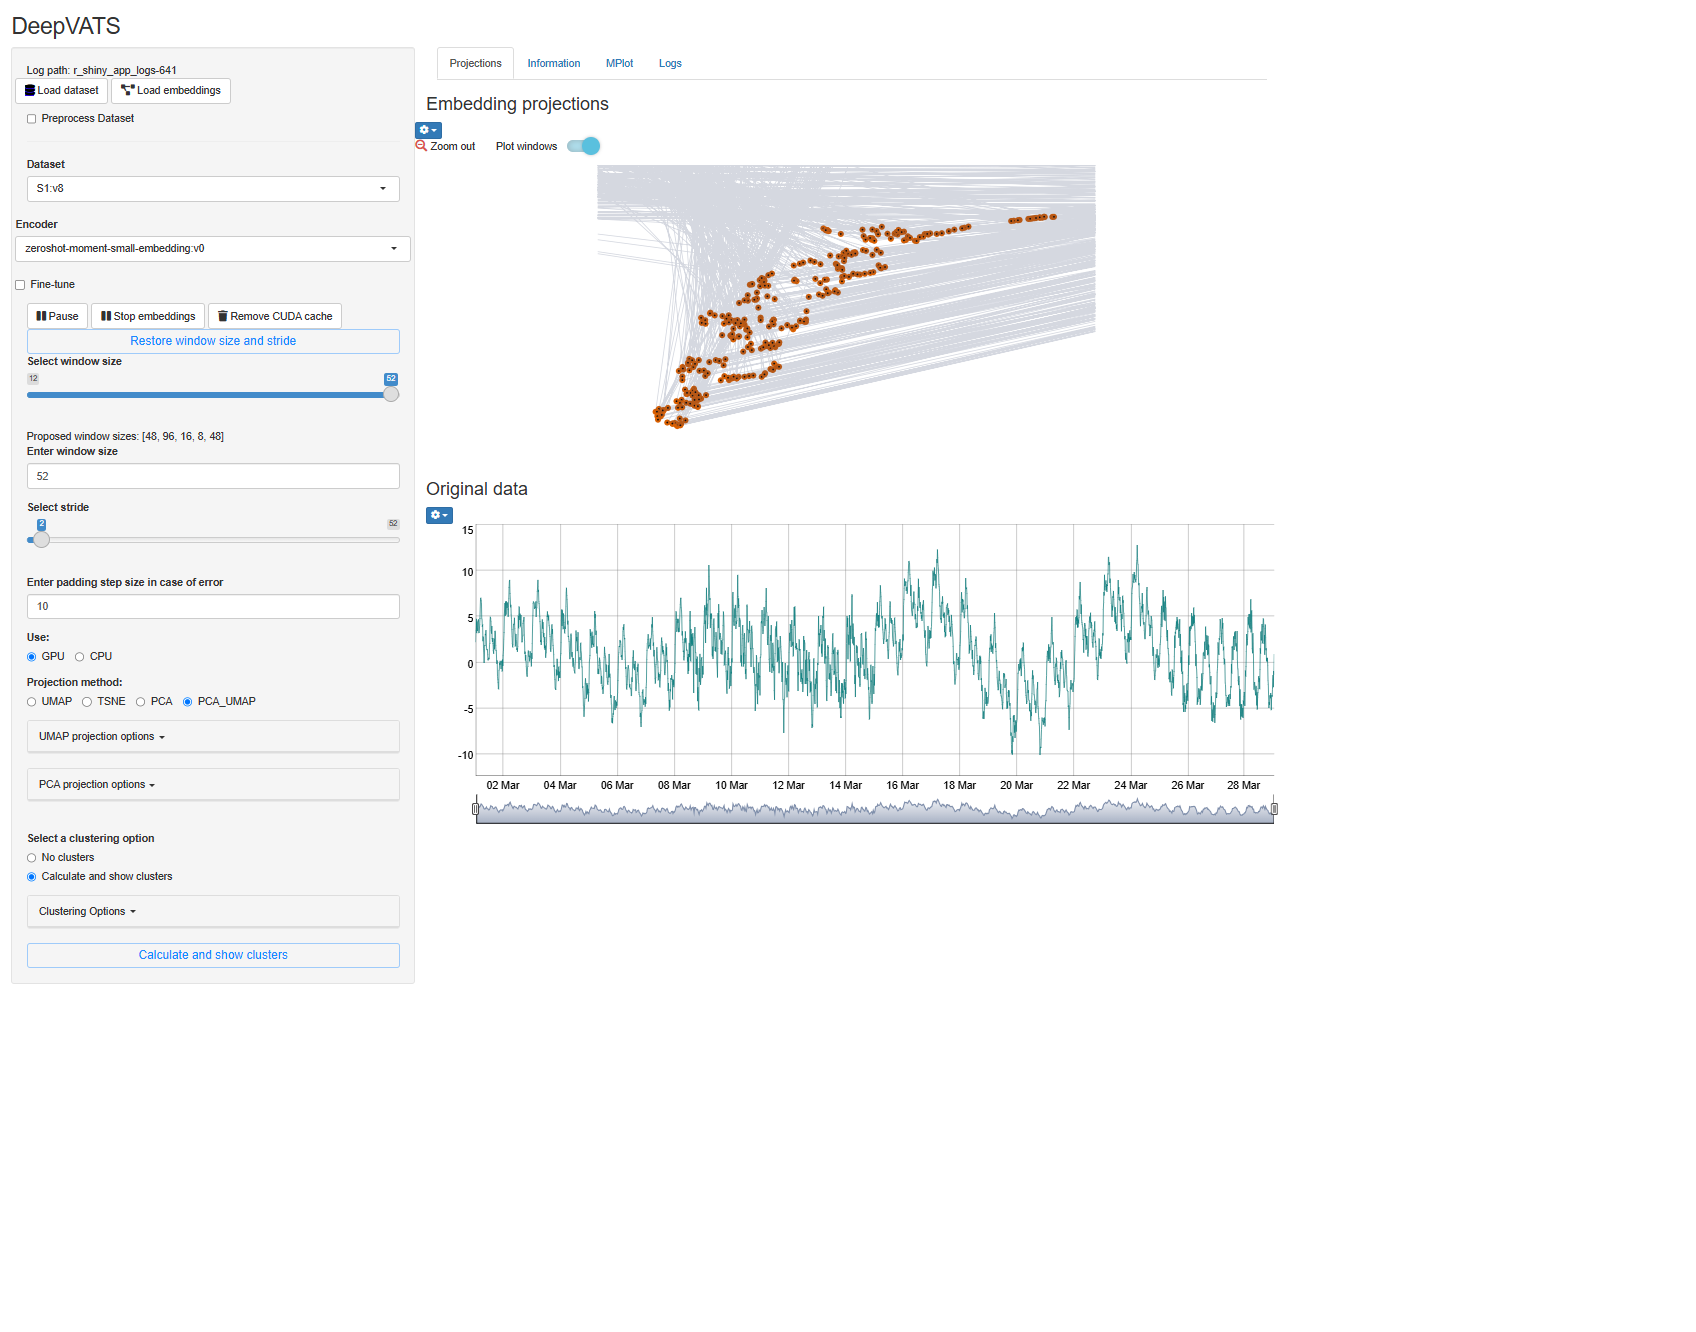 DeepVATS
Log path: r_shiny_app_logs-641
Load dataset
Load embeddings
Preprocess Dataset
Dataset
S1:v8
Encoder
zeroshot-moment-small-embedding:v0
Fine-tune
Pause
Stop embeddings
Remove CUDA cache
Restore window size and stride
Select window size
12
52
Proposed window sizes: [48, 96, 16, 8, 48]
Enter window size
52
Select stride
2
52
Enter padding step size in case of error
10
Use:
GPU
CPU
Projection method:
UMAP
TSNE
PCA
PCA_UMAP
UMAP projection options
PCA projection options
Select a clustering option
No clusters
Calculate and show clusters
Clustering Options
Calculate and show clusters
Projections
Information
MPlot
Logs
Embedding projections
Zoom out
Plot windows
Original data
15
10
5
0
-5
-10
02 Mar
04 Mar
06 Mar
08 Mar
10 Mar
12 Mar
14 Mar
16 Mar
18 Mar
20 Mar
22 Mar
24 Mar
26 Mar
28 Mar